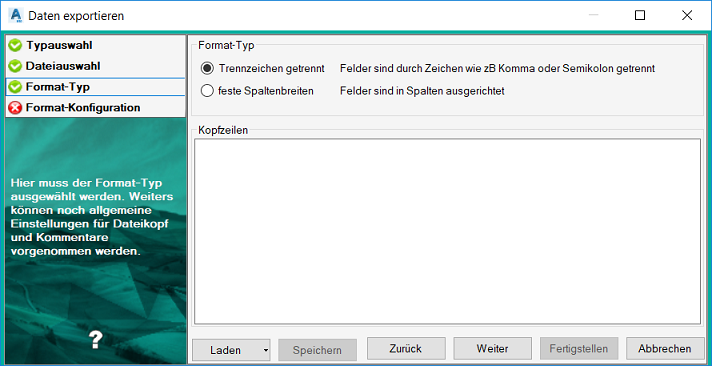 Daten exportieren
Typauswahl
Dateiauswahl
Format-Typ
Format-Konfiguration
Hier muss der Format-Typ
ausgewählt werden. Weiters
können noch allgemeine
Einstellungen für Dateikopf
und Kommentare
vorgenommen werden.
?
Format-Typ
Trennzeichen getrennt Felder sind durch Zeichen wie zB Komma oder Semikolon getrennt
feste Spaltenbreiten Felder sind in Spalten ausgerichtet
Kopfzeilen
Laden Speichern Zurück Weiter Fertigstellen Abbrechen